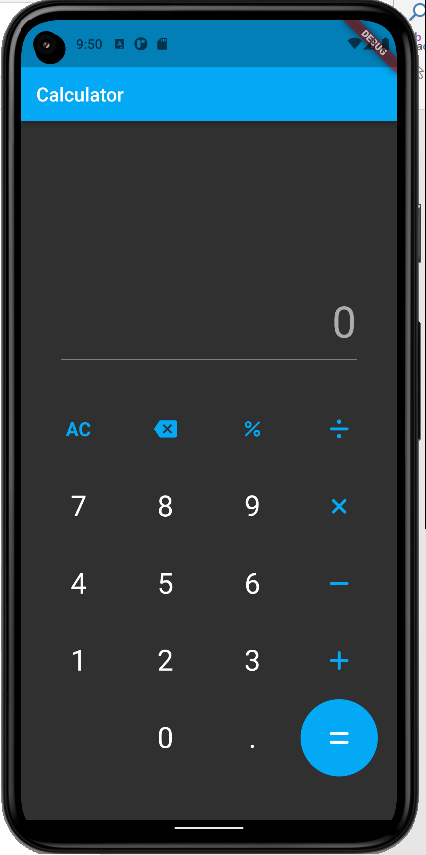 9:50
DEBUG
Calculator
0
AC % ÷
7 8 9 ×
4 5 6 −
1 2 3 +
0 . =